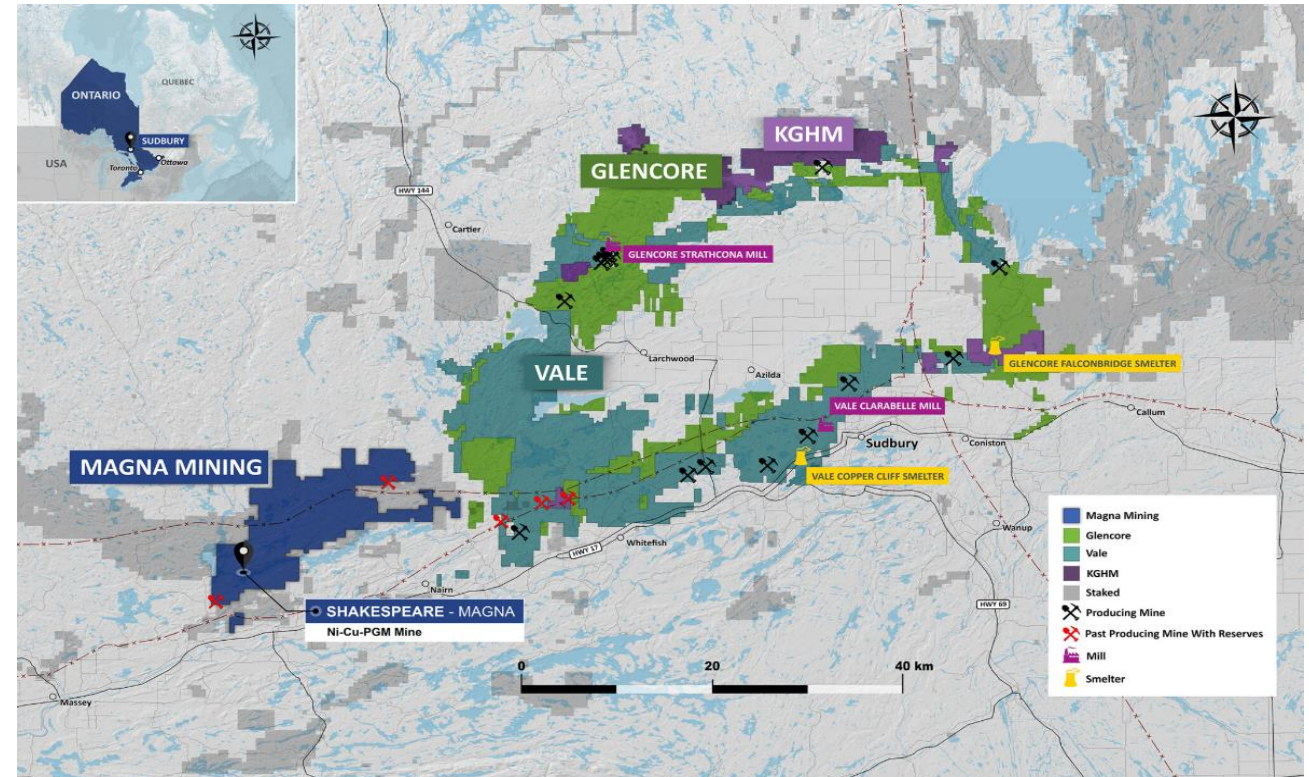 ONTARIO
QUEBEC
SUDBURY
USA
Toronto
Ottawa
KGHM
GLENCORE
HWY 144
Cartier
GLENCORE STRATHCONA MILL
Larchwood
VALE
Azilda
GLENCORE FALCONBRIDGE SMELTER
VALE CLARABELLE MILL
Callum
Sudbury
Coniston
MAGNA MINING
VALE COPPER CLIFF SMELTER
Wanup
Whitefish
HWY 17
Nairn
HWY 69
SHAKESPEARE - MAGNA
Ni-Cu-PGM Mine
Massey
0 20 40 km
Magna Mining
Glencore
Vale
KGHM
Staked
Producing Mine
Past Producing Mine With Reserves
Mill
Smelter